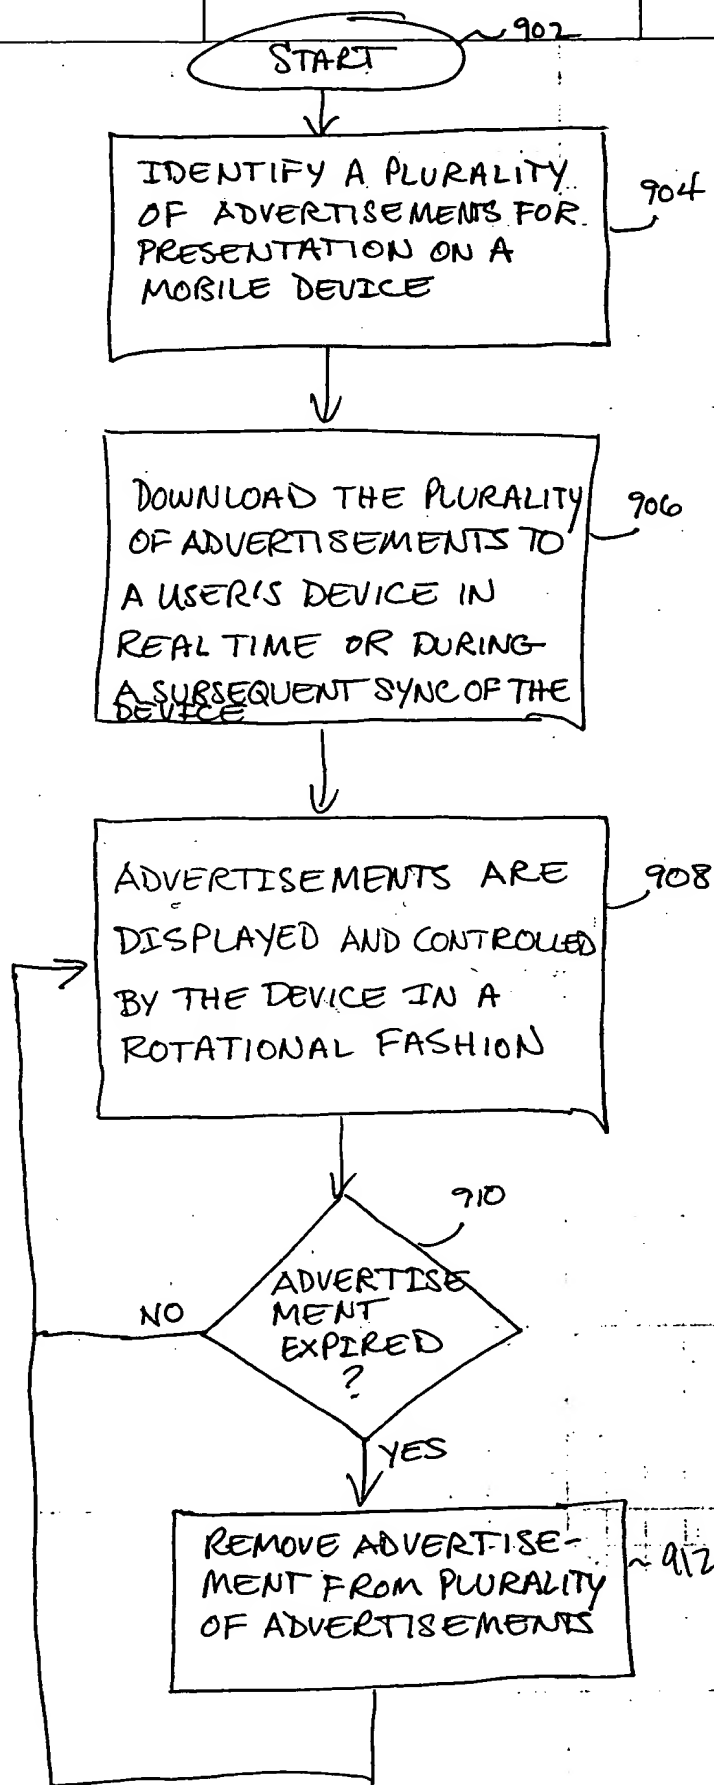 902
START
IDENTIFY A PLURALITY
OF ADVERTISEMENTS FOR
PRESENTATION ON A
MOBILE DEVICE
904
DOWNLOAD THE PLURALITY
OF ADVERTISEMENTS TO
A USER'S DEVICE IN
REAL TIME OR DURING
A SUBSEQUENT SYNC OF THE
DEVICE
906
ADVERTISEMENTS ARE
DISPLAYED AND CONTROLLED
BY THE DEVICE IN A
ROTATIONAL FASHION
908
910
ADVERTISE
MENT
EXPIRED
?
NO
YES
REMOVE ADVERTISE-
MENT FROM PLURALITY
OF ADVERTISEMENTS
912